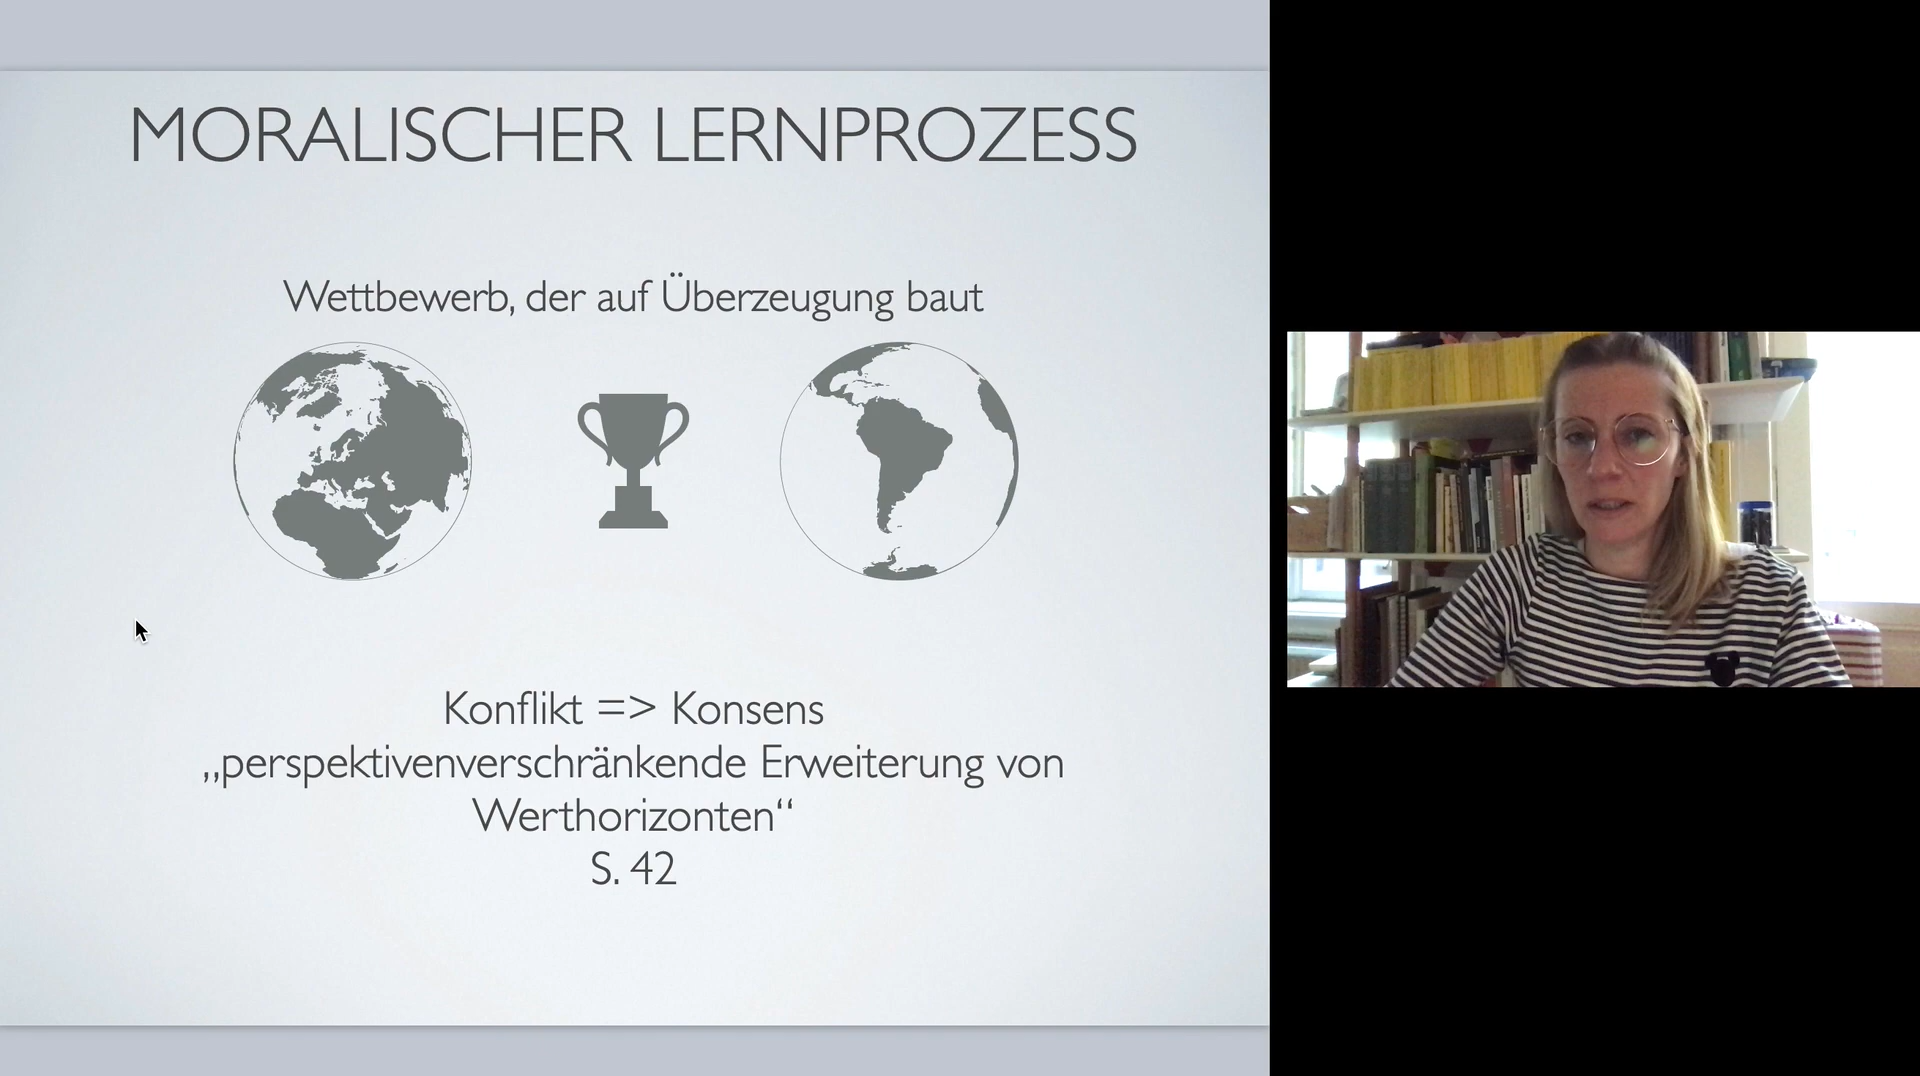 MORALISCHER LERNPROZESS
Wettbewerb, der auf Überzeugung baut
Konflikt => Konsens
„perspektivenverschränkende Erweiterung von
Werthorizonten“
S. 42